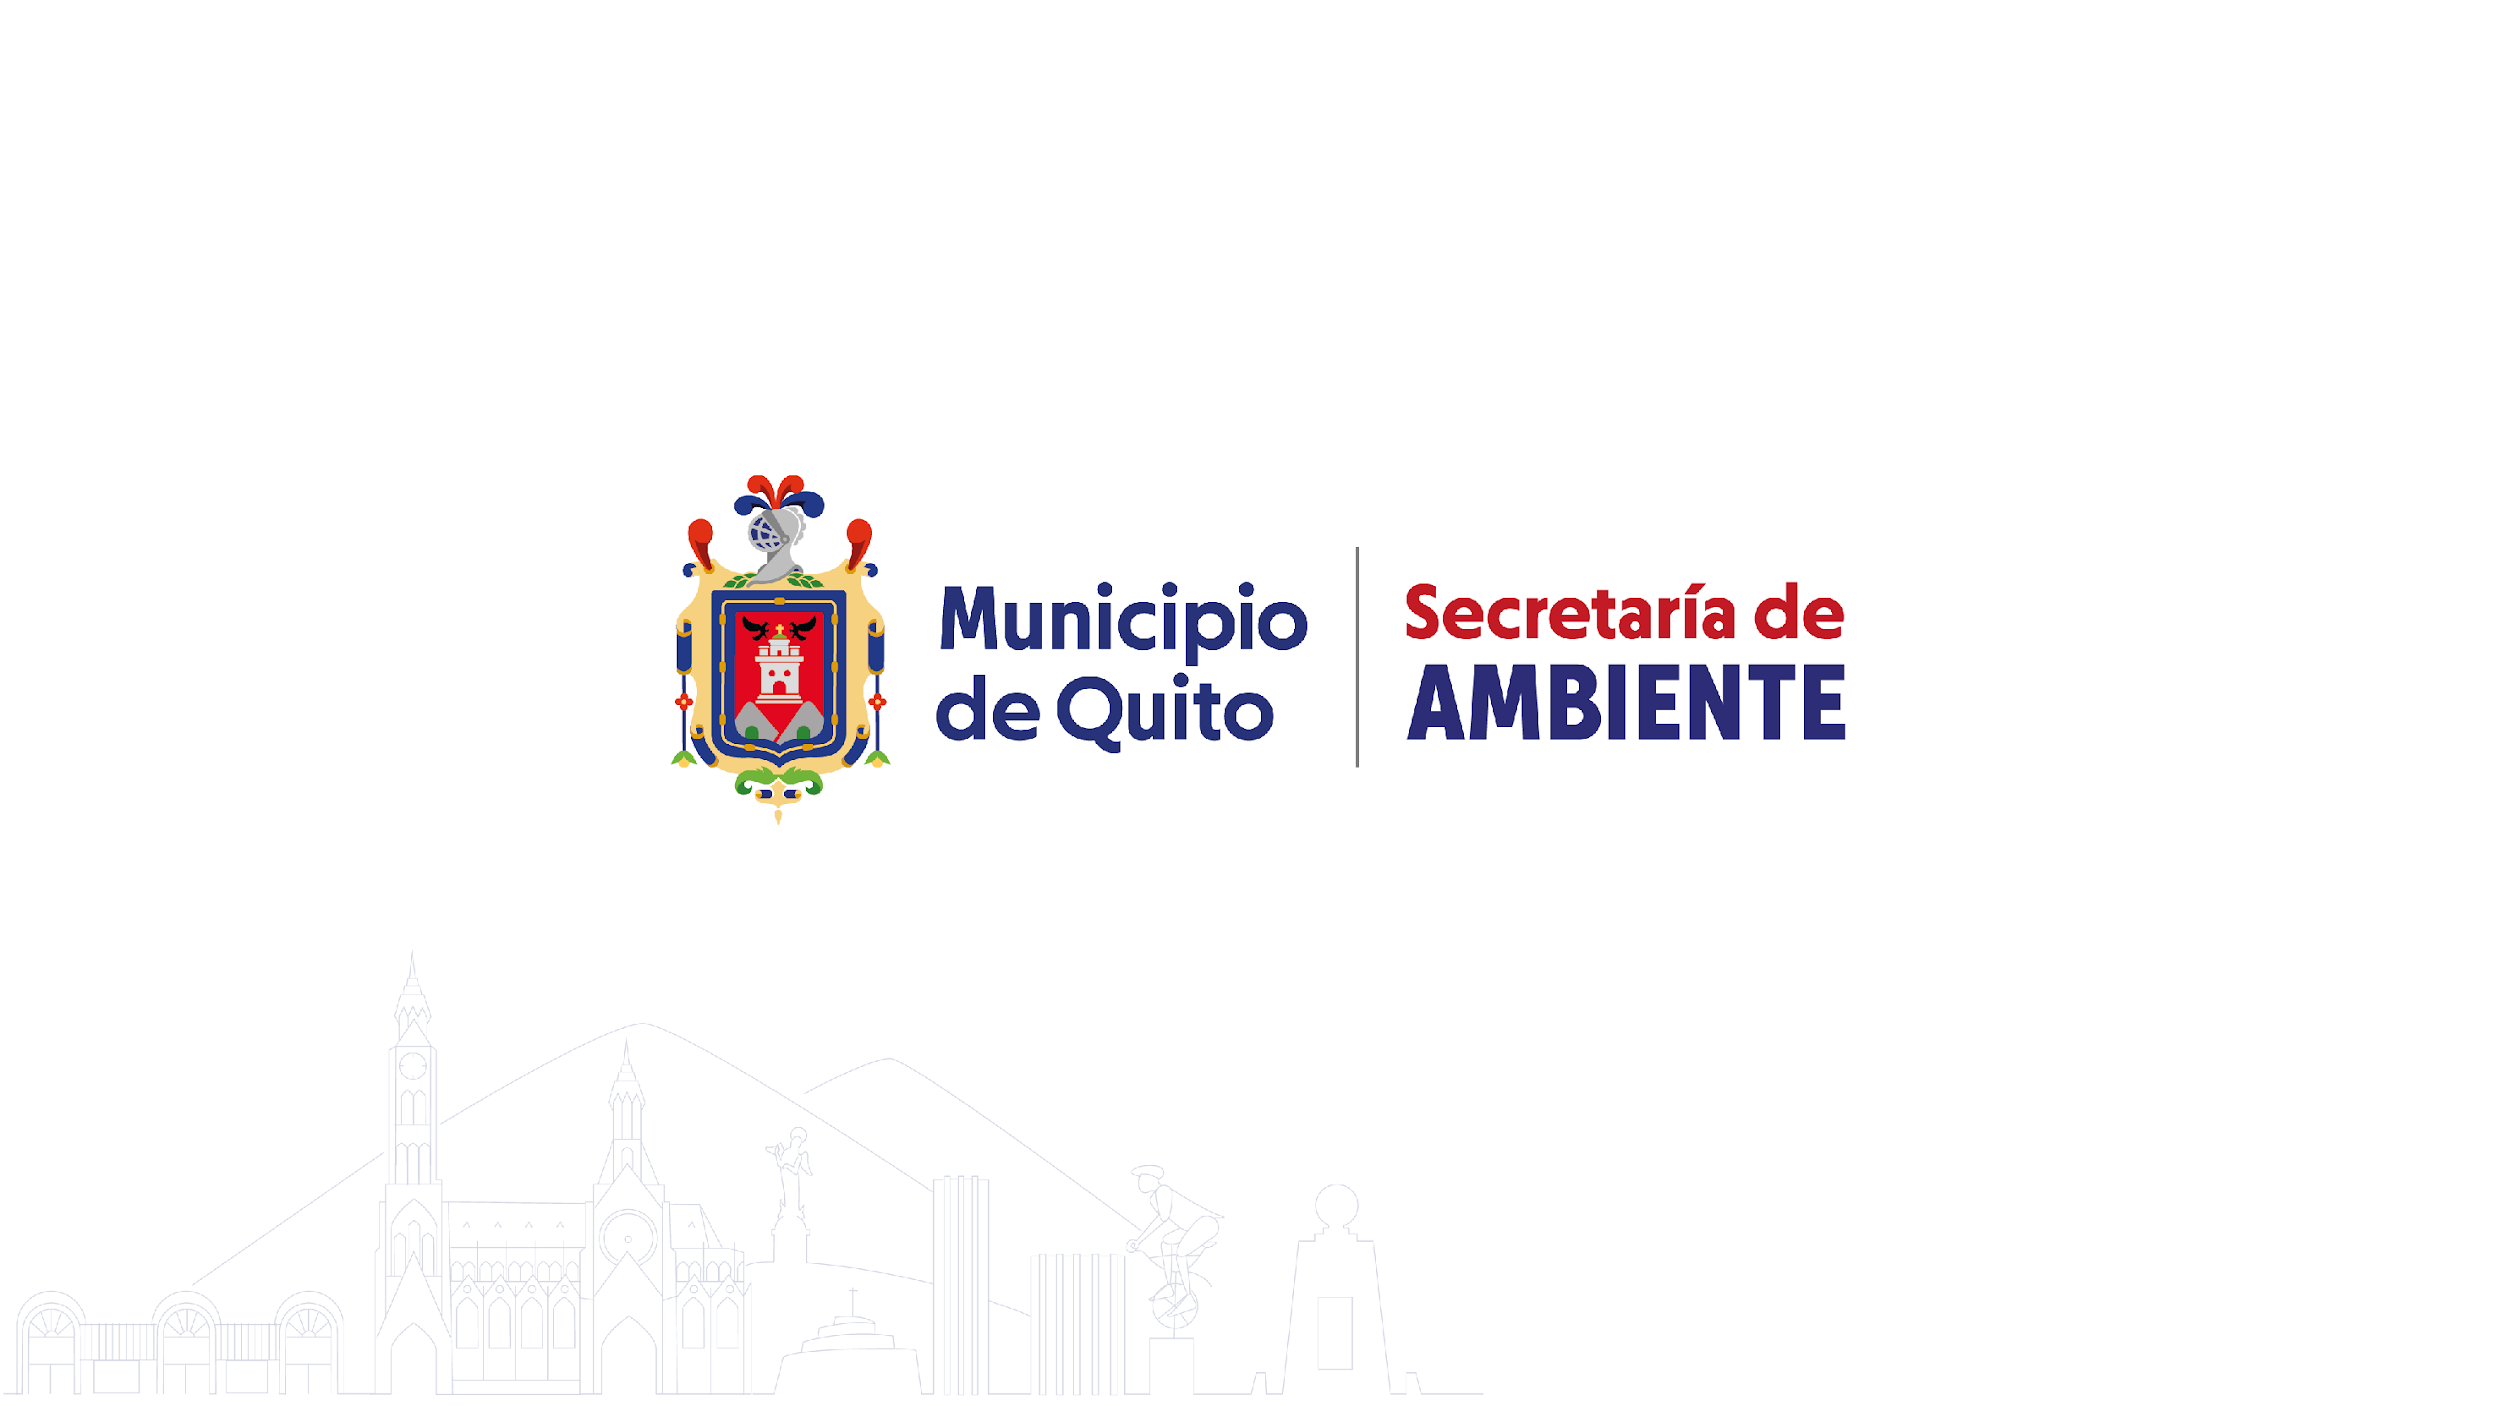 Municipio
de Quito
Secretaría de
AMBIENTE